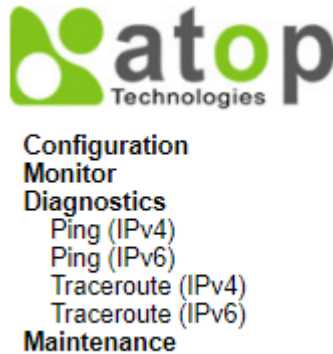 atop
Technologies
Configuration
Monitor
Diagnostics
Ping (IPv4)
Ping (IPv6)
Traceroute (IPv4)
Traceroute (IPv6)
Maintenance